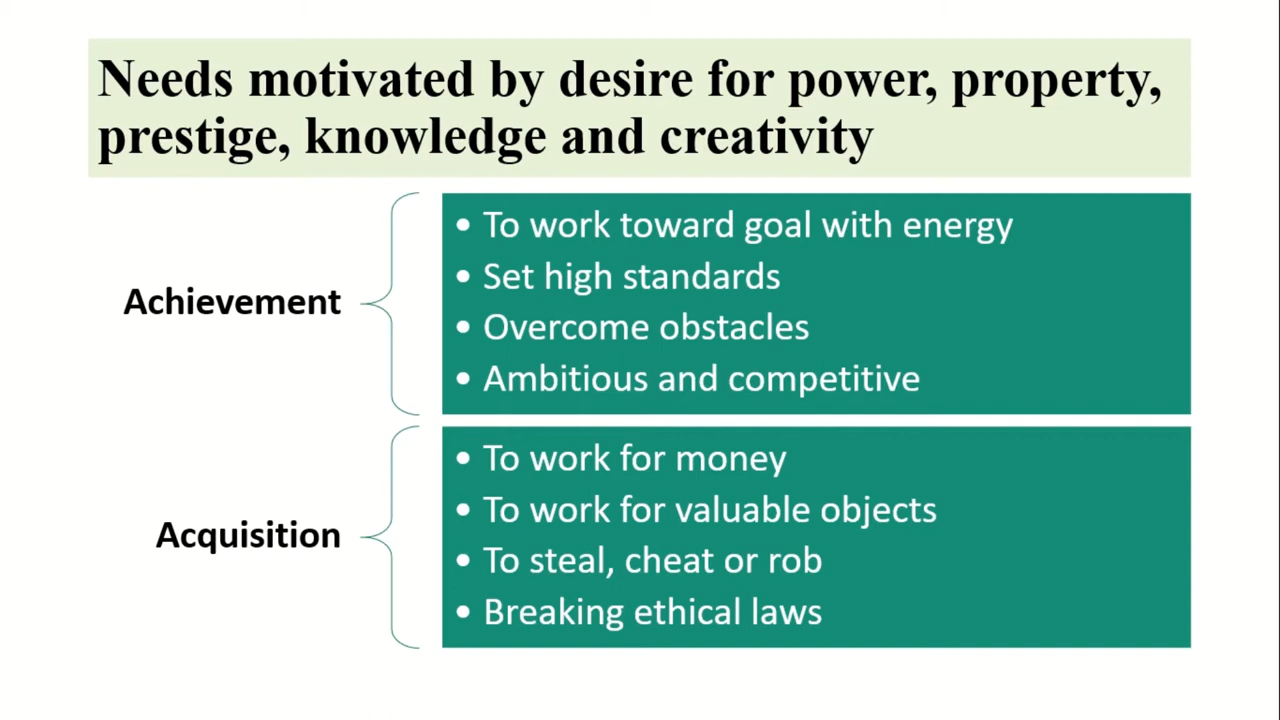 Needs motivated by desire for power, property,
prestige, knowledge and creativity
Achievement
• To work toward goal with energy
• Set high standards
• Overcome obstacles
• Ambitious and competitive
Acquisition
• To work for money
• To work for valuable objects
• To steal, cheat or rob
• Breaking ethical laws